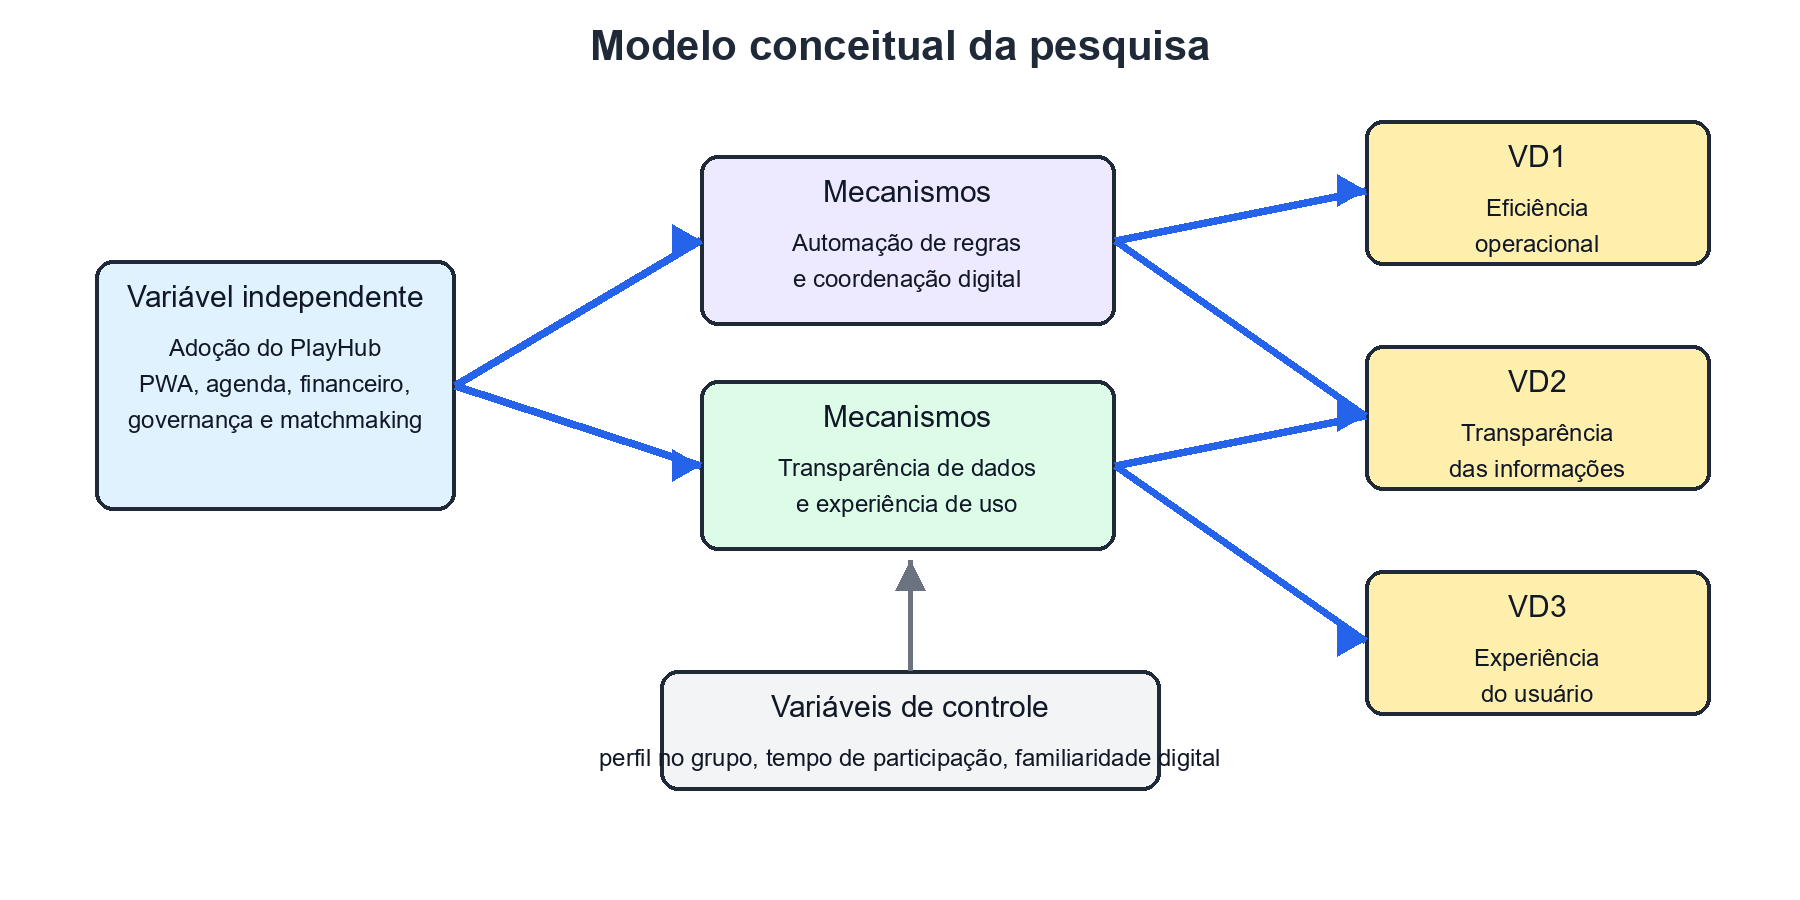 Modelo conceitual da pesquisa
Variável independente
Adoção do PlayHub
PWA, agenda, financeiro,
governança e matchmaking
Mecanismos
Automação de regras
e coordenação digital
Mecanismos
Transparência de dados
e experiência de uso
Variáveis de controle
perfil no grupo, tempo de participação, familiaridade digital
VD1
Eficiência
operacional
VD2
Transparência
das informações
VD3
Experiência
do usuário